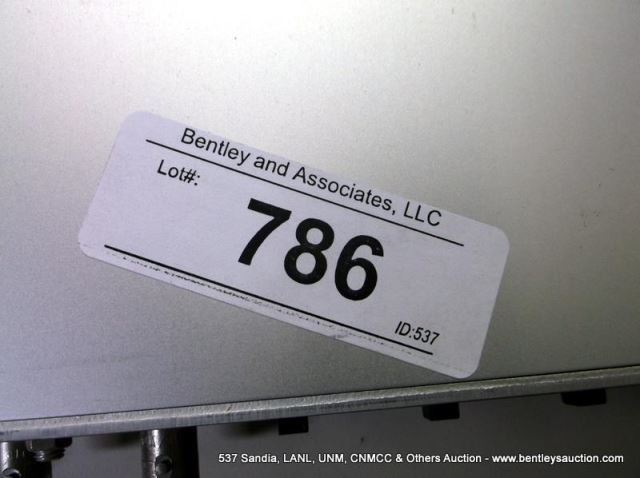 Bentley and Associates, LLC
Lot#:
786
ID:537
537 Sandia, LANL, UNM, CNMCC & Others Auction - www.bentleysauction.com